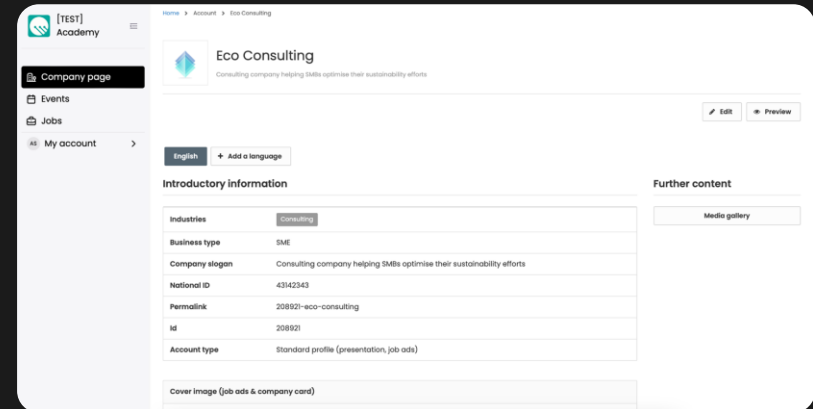 [TEST]
Academy
Company page
Events
Jobs
AS My account
Home > Account > Eco Consulting
Eco Consulting
Consulting company helping SMBs optimise their sustainability efforts
Edit
Preview
English
+ Add a language
Introductory information
Industries Consulting
Business type SME
Company slogan Consulting company helping SMBs optimise their sustainability efforts
National ID 43142343
Permalink 208921-eco-consulting
Id 208921
Account type Standard profile (presentation, job ads)
Cover image (job ads & company card)
Further content
Media gallery